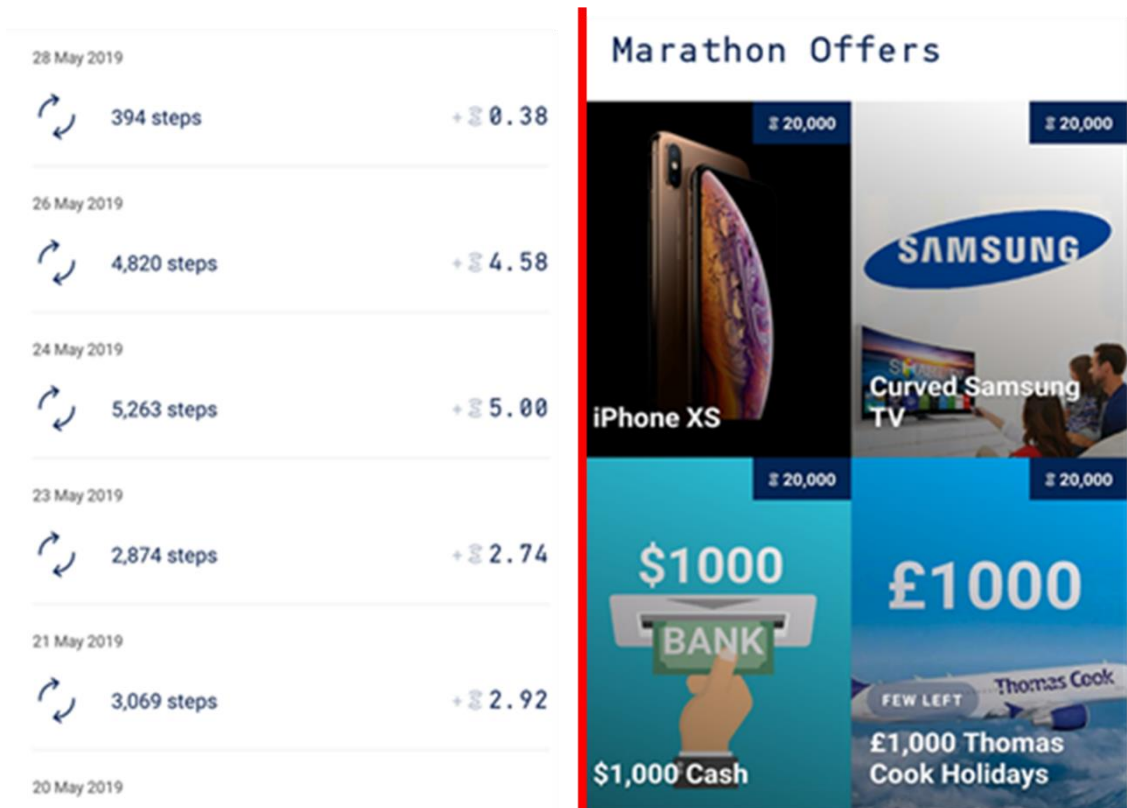 28 May 2019
394 steps
+ 0.38
26 May 2019
4,820 steps
+ 4.58
24 May 2019
5,263 steps
+ 5.00
23 May 2019
2,874 steps
+ 2.74
21 May 2019
3,069 steps
+ 2.92
20 May 2019
Marathon Offers
20,000
iPhone XS
20,000
SAMSUNG
SMART TV
Curved Samsung
TV
20,000
$1000
BANK
$1,000 Cash
20,000
£1000
Thomas Cook
FEW LEFT
£1,000 Thomas
Cook Holidays